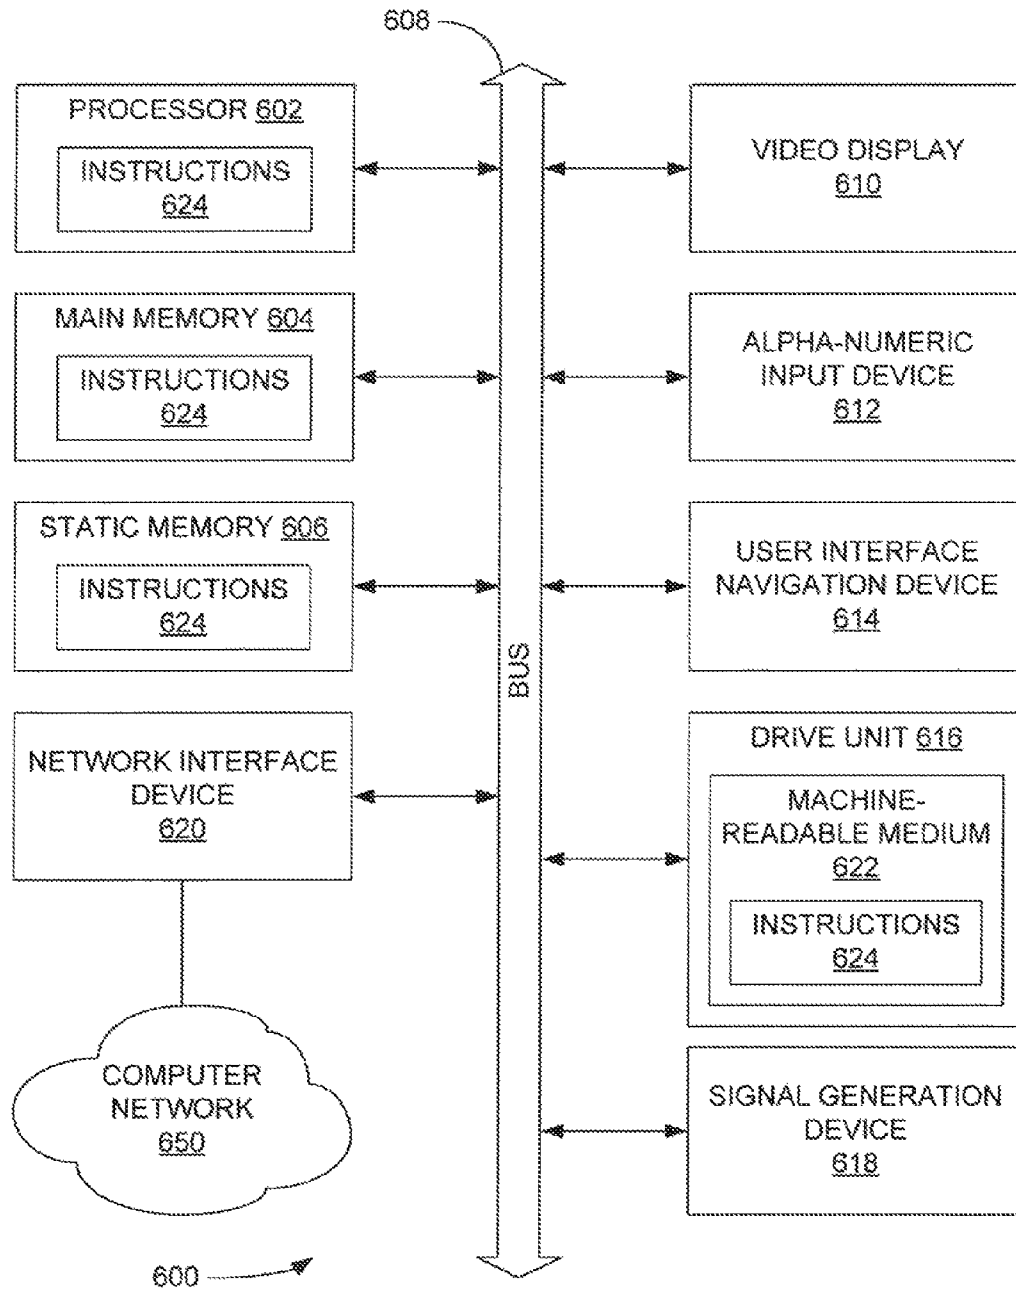 608
PROCESSOR 602
INSTRUCTIONS
624
MAIN MEMORY 604
INSTRUCTIONS
624
STATIC MEMORY 606
INSTRUCTIONS
624
NETWORK INTERFACE
DEVICE
620
COMPUTER
NETWORK
650
600
BUS
VIDEO DISPLAY
610
ALPHA-NUMERIC
INPUT DEVICE
612
USER INTERFACE
NAVIGATION DEVICE
614
DRIVE UNIT 616
MACHINE-
READABLE MEDIUM
622
INSTRUCTIONS
624
SIGNAL GENERATION
DEVICE
618